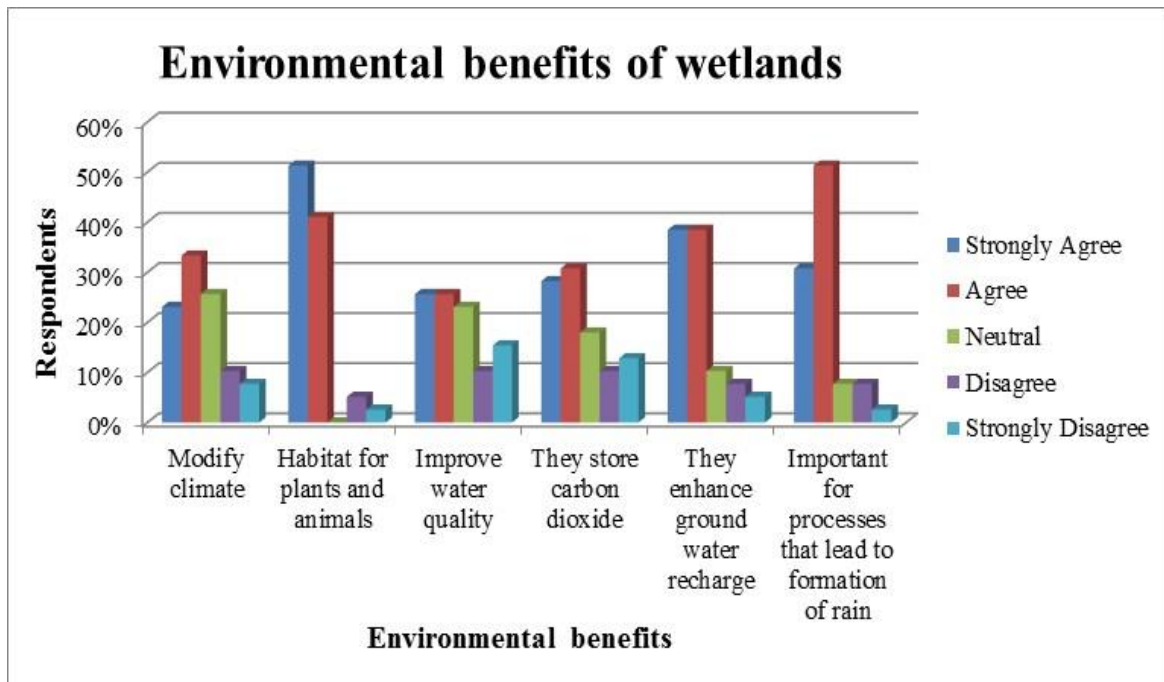 Environmental benefits of wetlands
60%
50%
40%
30%
20%
10%
0%
Respondents
Modify
climate
Habitat for
plants and
animals
Improve
water
quality
They store
carbon
dioxide
They
enhance
ground
water
recharge
Important
for
processes
that lead to
formation
of rain
Environmental benefits
Strongly Agree
Agree
Neutral
Disagree
Strongly Disagree